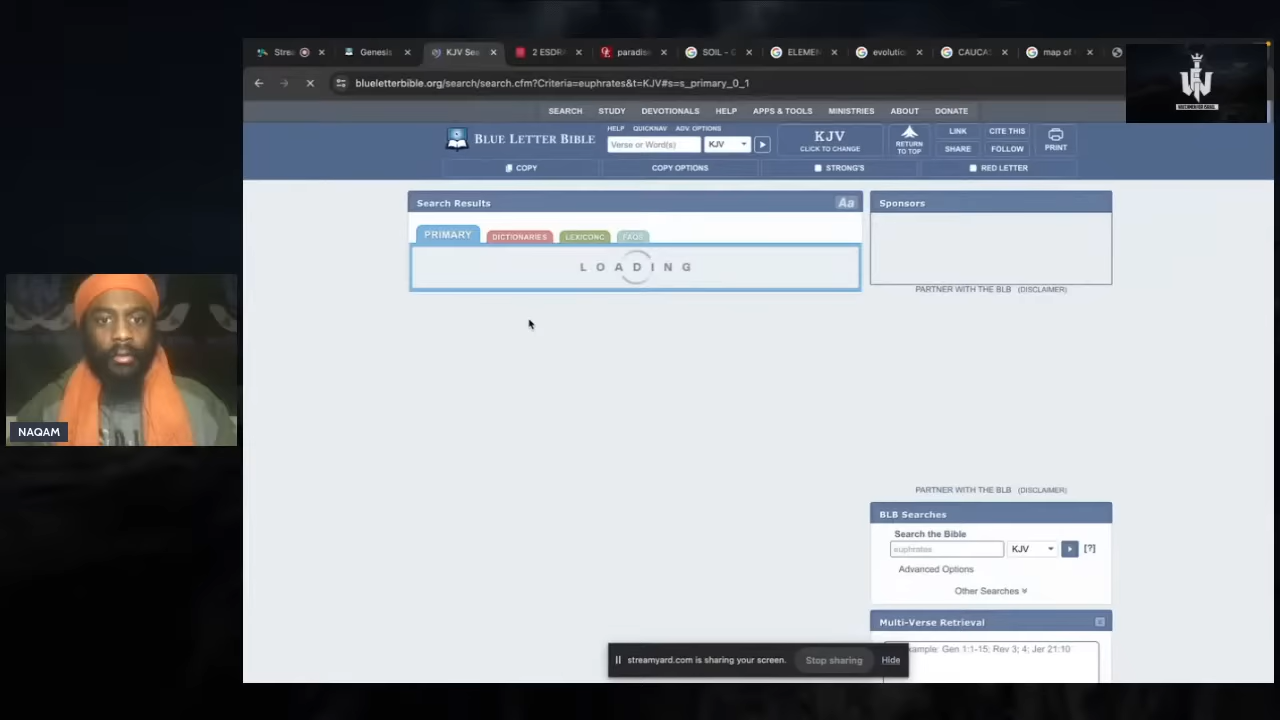 Strea
Genesis
KJV Sea
2 ESDR
paradis
SOIL - G
ELEMEN
evolutio
CAUCA
map of
blueletterbible.org/search/search.cfm?Criteria=euphrates&t=KJV#s=s_primary_0_1
SEARCH STUDY DEVOTIONALS HELP APPS & TOOLS MINISTRIES ABOUT DONATE
BLUE LETTER BIBLE
HELP QUICKNAV ADV. OPTIONS
Verse or Word(s)
KJV
KJV
CLICK TO CHANGE
RETURN
TO TOP
LINK
CITE THIS
SHARE
FOLLOW
PRINT
COPY
COPY OPTIONS
STRONG'S
RED LETTER
Search Results
Aa
PRIMARY
DICTIONARIES
LEXICONC
FAQS
LOADING
Sponsors
PARTNER WITH THE BLB (DISCLAIMER)
PARTNER WITH THE BLB (DISCLAIMER)
BLB Searches
Search the Bible
euphrates
KJV
[?]
Advanced Options
Other Searches
Multi-Verse Retrieval
xample: Gen 1:1-15; Rev 3; 4; Jer 21:10
streamyard.com is sharing your screen.
Stop sharing
Hide
NAQAM